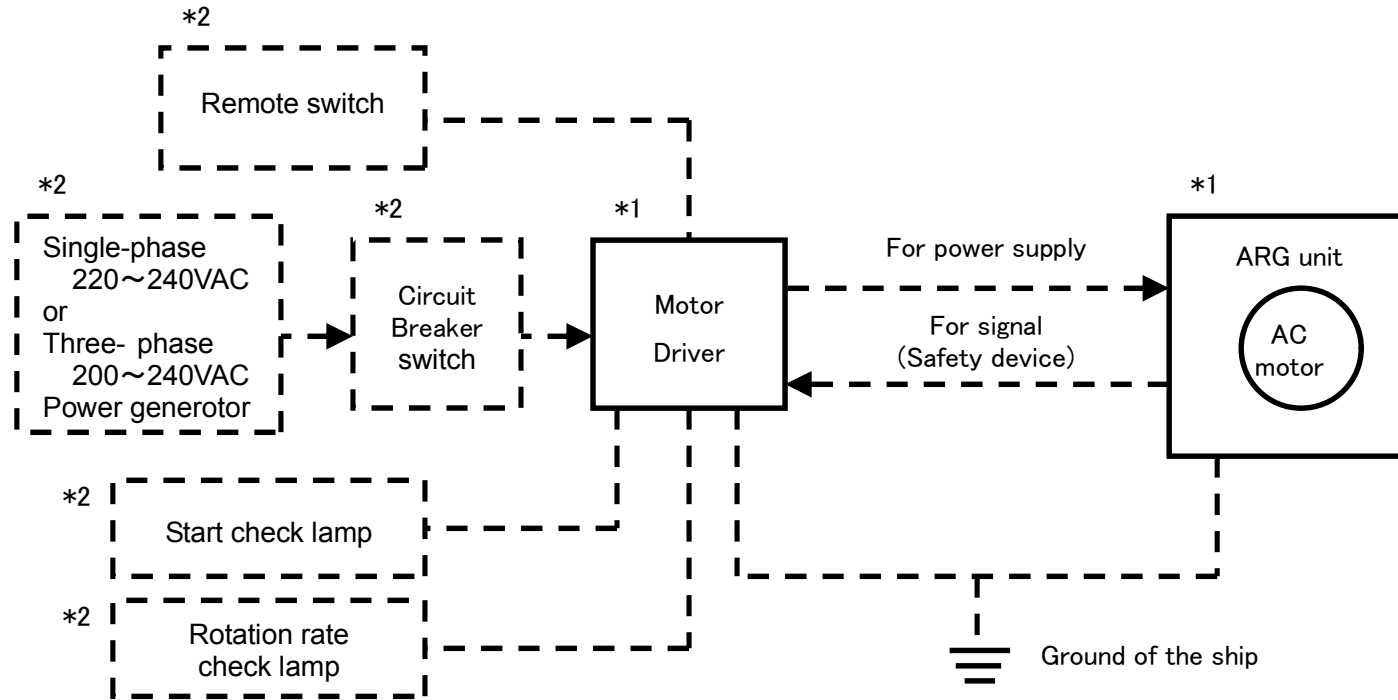 *2
Remote switch
*2
Single-phase
220～240VAC
or
Three- phase
200～240VAC
Power generotor
*2
Circuit
Breaker
switch
*1
Motor
Driver
For power supply
For signal
(Safety device)
*1
ARG unit
AC
motor
*2
Start check lamp
*2
Rotation rate
check lamp
Ground of the ship